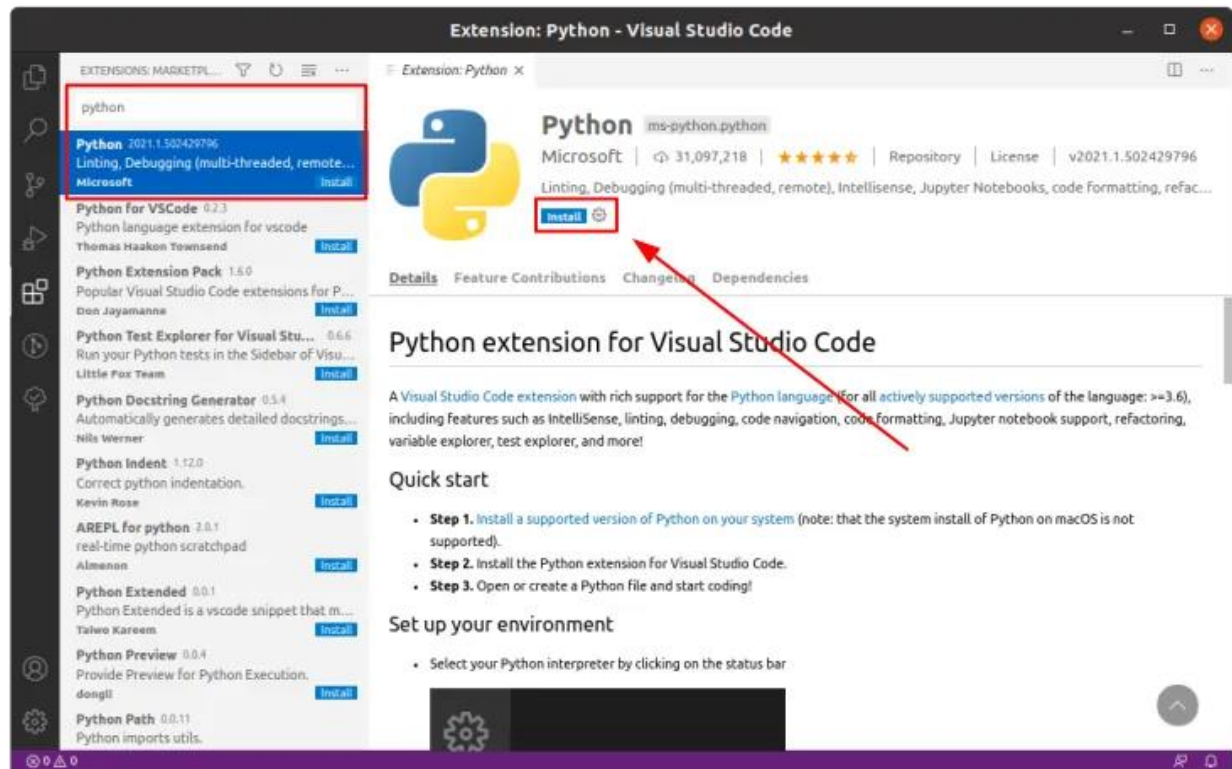 Extension: Python - Visual Studio Code
EXTENSIONS: MARKETPL...
python
Python 2021.1.502429796
Linting, Debugging (multi-threaded, remote...
Microsoft Install
Python for VSCode 0.2.3
Python language extension for vscode
Thomas Haakon Townsend Install
Python Extension Pack 1.6.0
Popular Visual Studio Code extensions for P...
Don Jayamanne Install
Python Test Explorer for Visual Stu... 0.6.6
Run your Python tests in the Sidebar of Visu...
Little Fox Team Install
Python Docstring Generator 0.5.4
Automatically generates detailed docstrings...
Nils Werner Install
Python Indent 1.12.0
Correct python indentation.
Kevin Rose Install
AREPL for python 2.0.1
real-time python scratchpad
Almenon Install
Python Extended 0.0.1
Python Extended is a vscode snippet that m...
Taiwo Kareem Install
Python Preview 0.0.4
Provide Preview for Python Execution.
dongli Install
Python Path 0.0.11
Python imports utils.
Extension: Python ×
Python ms-python.python
Microsoft | 31,097,218 | ★★★★★ | Repository | License | v2021.1.502429796
Linting, Debugging (multi-threaded, remote), Intellisense, Jupyter Notebooks, code formatting, refac...
Install
Details Feature Contributions Changelog Dependencies
Python extension for Visual Studio Code
A Visual Studio Code extension with rich support for the Python language (for all actively supported versions of the language: >=3.6),
including features such as IntelliSense, linting, debugging, code navigation, code formatting, Jupyter notebook support, refactoring,
variable explorer, test explorer, and more!
Quick start
• Step 1. Install a supported version of Python on your system (note: that the system install of Python on macOS is not
supported).
• Step 2. Install the Python extension for Visual Studio Code.
• Step 3. Open or create a Python file and start coding!
Set up your environment
• Select your Python interpreter by clicking on the status bar
0 0